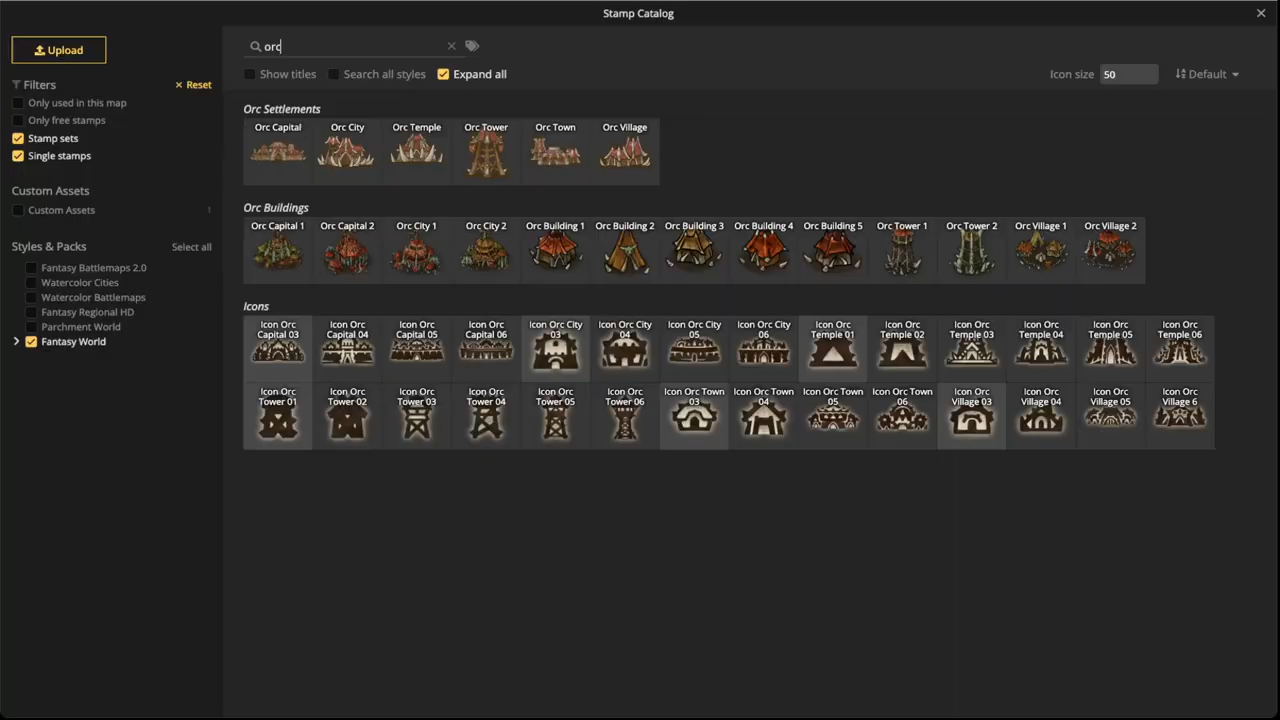 Stamp Catalog
Upload
orc
Show titles
Search all styles
Expand all
Icon size
50
Default
Filters
Reset
Only used in this map
Only free stamps
Stamp sets
Single stamps
Custom Assets
Custom Assets
1
Styles & Packs
Select all
Fantasy Battlemaps 2.0
Watercolor Cities
Watercolor Battlemaps
Fantasy Regional HD
Parchment World
Fantasy World
Orc Settlements
Orc Capital
Orc City
Orc Temple
Orc Tower
Orc Town
Orc Village
Orc Buildings
Orc Capital 1
Orc Capital 2
Orc City 1
Orc City 2
Orc Building 1
Orc Building 2
Orc Building 3
Orc Building 4
Orc Building 5
Orc Tower 1
Orc Tower 2
Orc Village 1
Orc Village 2
Icons
Icon Orc
Capital 03
Icon Orc
Capital 04
Icon Orc
Capital 05
Icon Orc
Capital 06
Icon Orc City
03
Icon Orc City
04
Icon Orc City
05
Icon Orc City
06
Icon Orc
Temple 01
Icon Orc
Temple 02
Icon Orc
Temple 03
Icon Orc
Temple 04
Icon Orc
Temple 05
Icon Orc
Temple 06
Icon Orc
Tower 01
Icon Orc
Tower 02
Icon Orc
Tower 03
Icon Orc
Tower 04
Icon Orc
Tower 05
Icon Orc
Tower 06
Icon Orc Town
03
Icon Orc Town
04
Icon Orc Town
05
Icon Orc Town
06
Icon Orc
Village 03
Icon Orc
Village 04
Icon Orc
Village 05
Icon Orc
Village 6